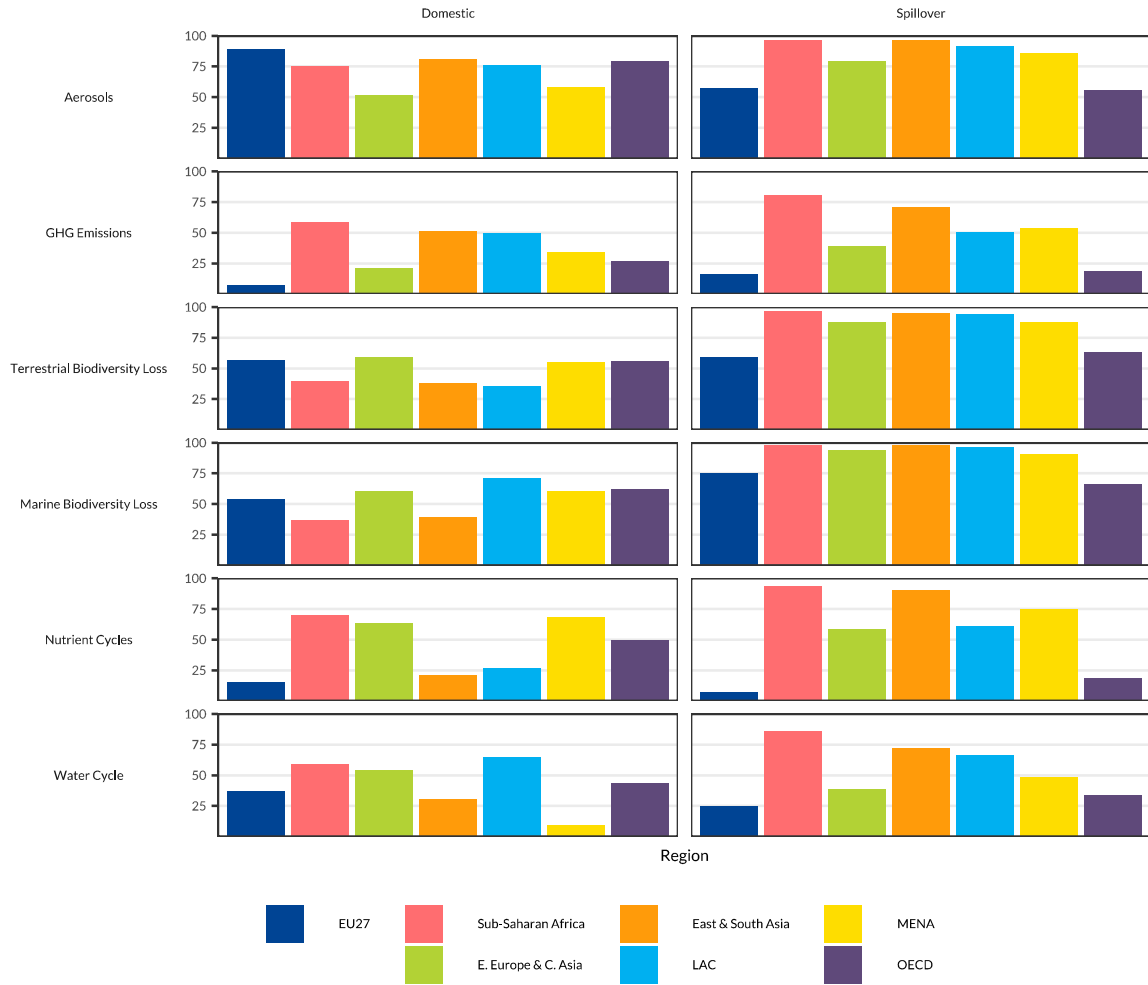 Domestic Spillover
100
75
Aerosols
50
25
100
75
GHG Emissions
50
25
100
75
Terrestrial Biodiversity Loss
50
25
100
75
Marine Biodiversity Loss
50
25
100
75
Nutrient Cycles
50
25
100
75
Water Cycle
50
25
Region
EU27 Sub-Saharan Africa East & South Asia MENA
E. Europe & C. Asia LAC OECD